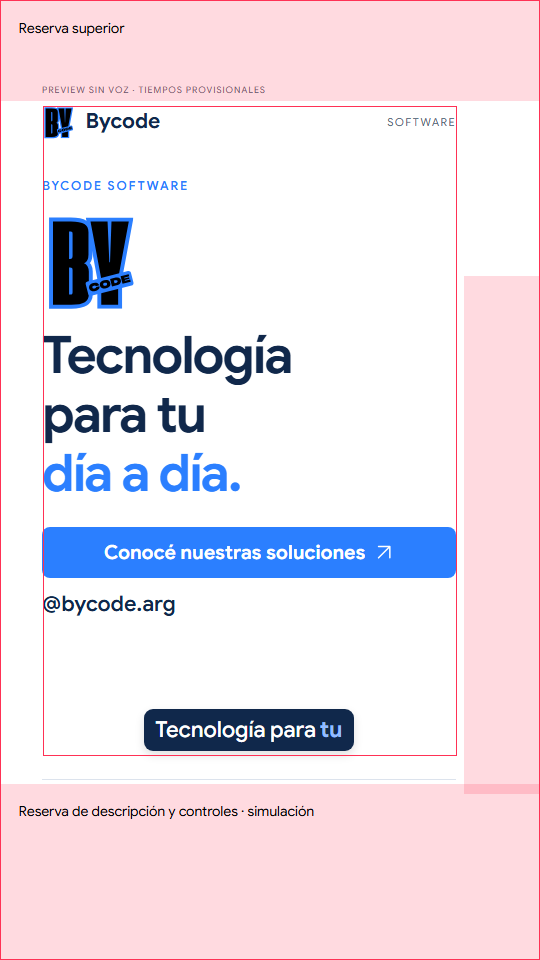 Reserva superior
PREVIEW SIN VOZ · TIEMPOS PROVISIONALES
BY CODE Bycode
SOFTWARE
BYCODE SOFTWARE
BY
CODE
Tecnología
para tu
día a día.
Conocé nuestras soluciones
@bycode.arg
Tecnología para tu
Reserva de descripción y controles · simulación